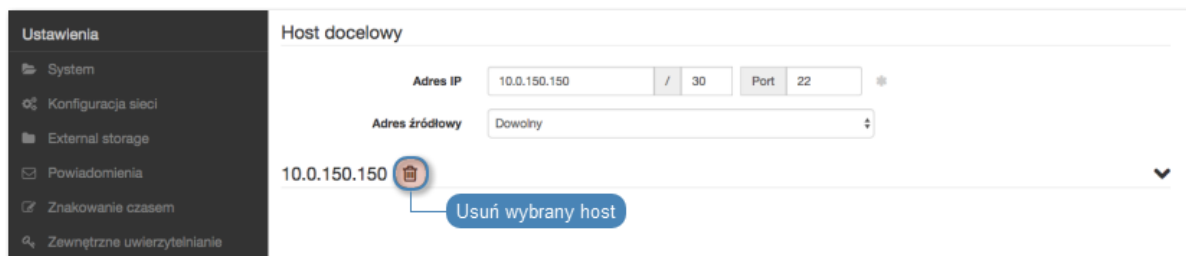 Ustawienia
System
Konfiguracja sieci
External storage
Powiadomienia
Znakowanie czasem
Zewnętrzne uwierzytelnianie
Host docelowy
Adres IP 10.0.150.150 / 30 Port 22
Adres źródłowy Dowolny
10.0.150.150
Usuń wybrany host